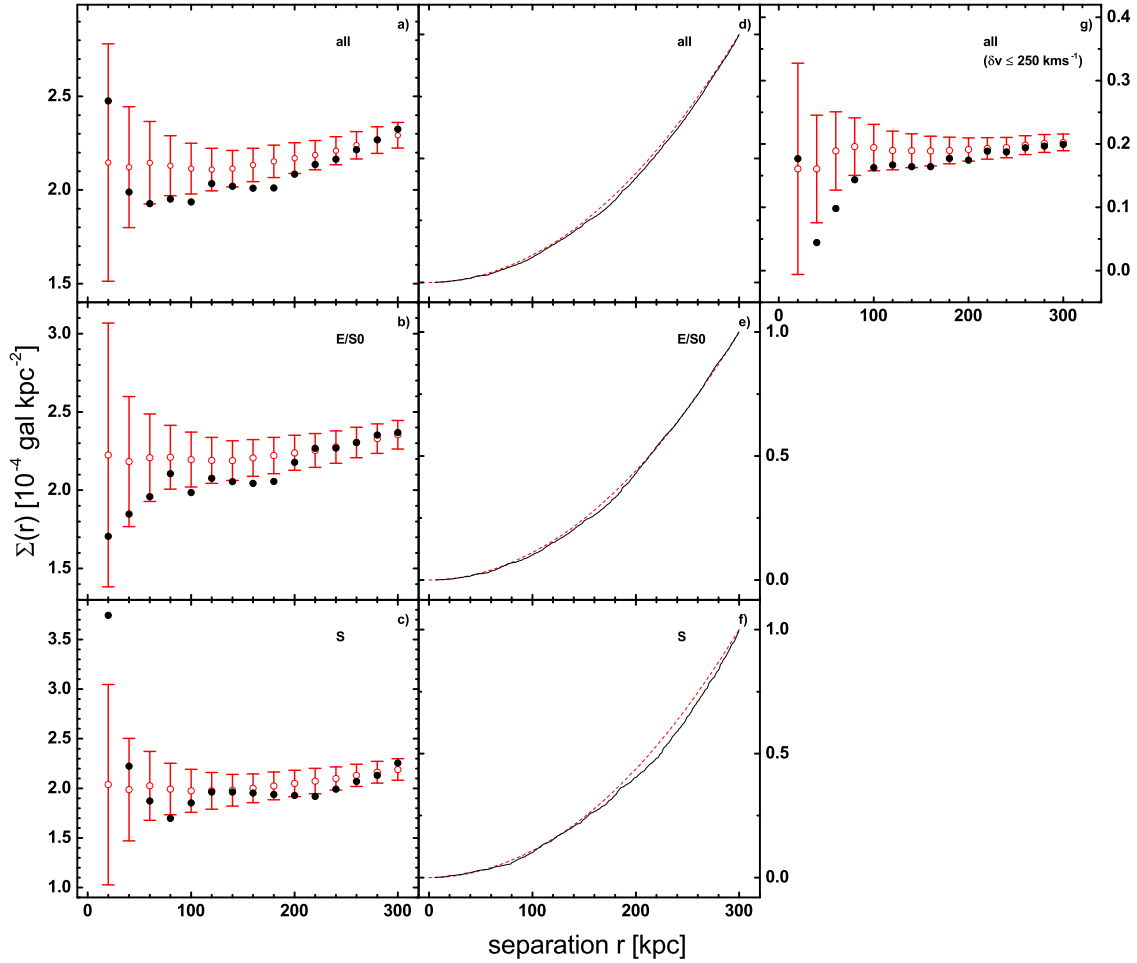 a)
all
2.5
2.0
1.5
d)
all
g)
all
(δv ≤ 250 kms⁻¹)
0.4
0.3
0.2
0.1
0.0
0 100 200 300
b)
E/S0
3.0
2.5
2.0
1.5
e)
E/S0
1.0
0.5
0.0
c)
S
3.5
3.0
2.5
2.0
1.5
1.0
0 100 200 300
f)
S
1.0
0.5
0.0
0 100 200 300
Σ(r) [10⁻⁴ gal kpc⁻²]
separation r [kpc]